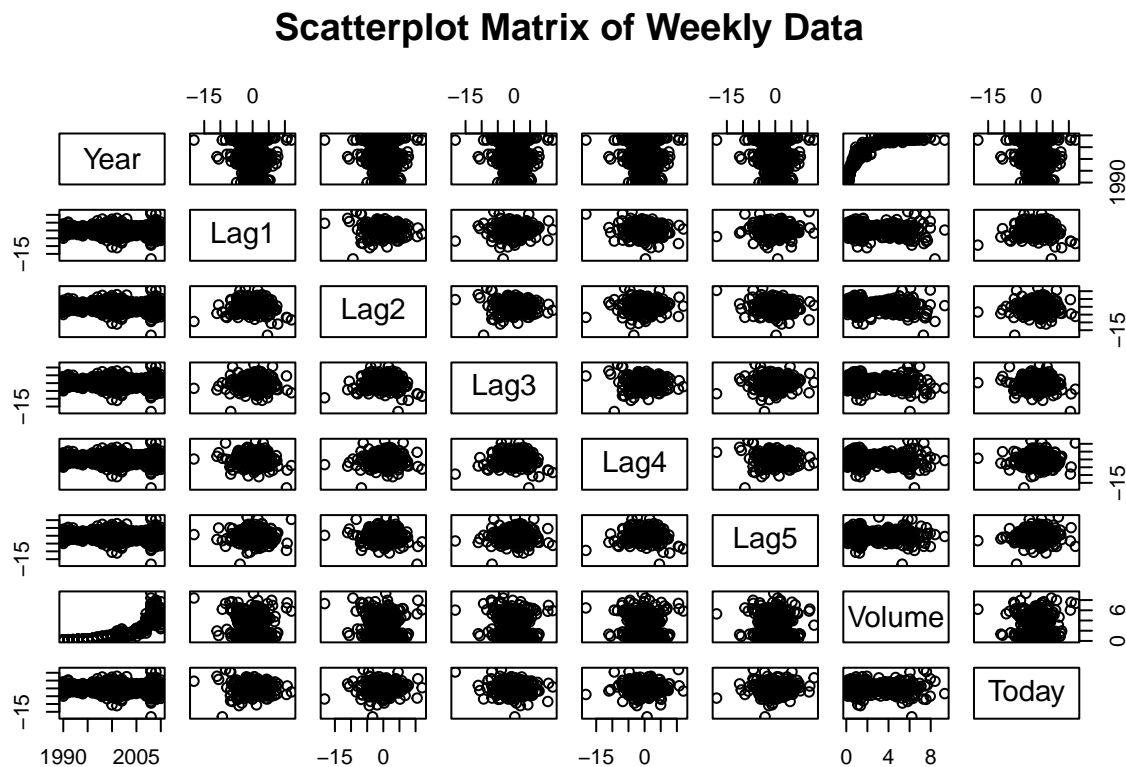 Scatterplot Matrix of Weekly Data
−15 0 −15 0 −15 0 −15 0
Year
1990
−15
Lag1
Lag2
−15
−15
Lag3
Lag4
−15
−15
Lag5
Volume
0 6
−15
Today
1990 2005 −15 0 −15 0 0 4 8